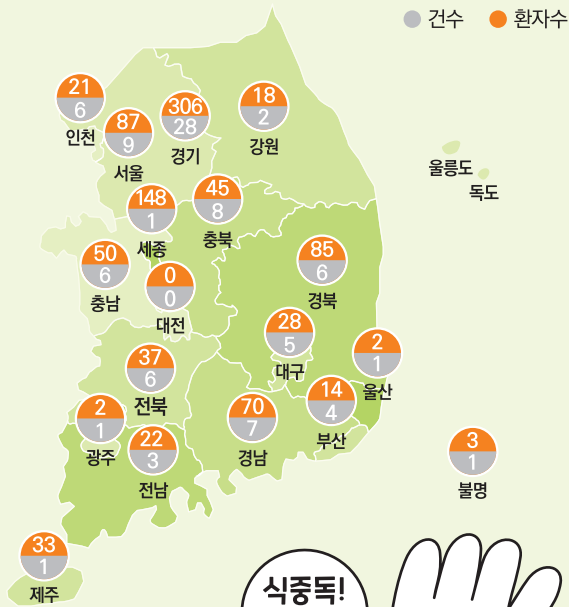 건수 환자수
21
6
인천
87
9
서울
306
28
경기
18
2
강원
울릉도
독도
148
1
세종
45
8
충북
50
6
충남
0
0
대전
85
6
경북
28
5
대구
2
1
울산
37
6
전북
14
4
부산
70
7
경남
2
1
광주
22
3
전남
3
1
불명
33
1
제주
식중독!